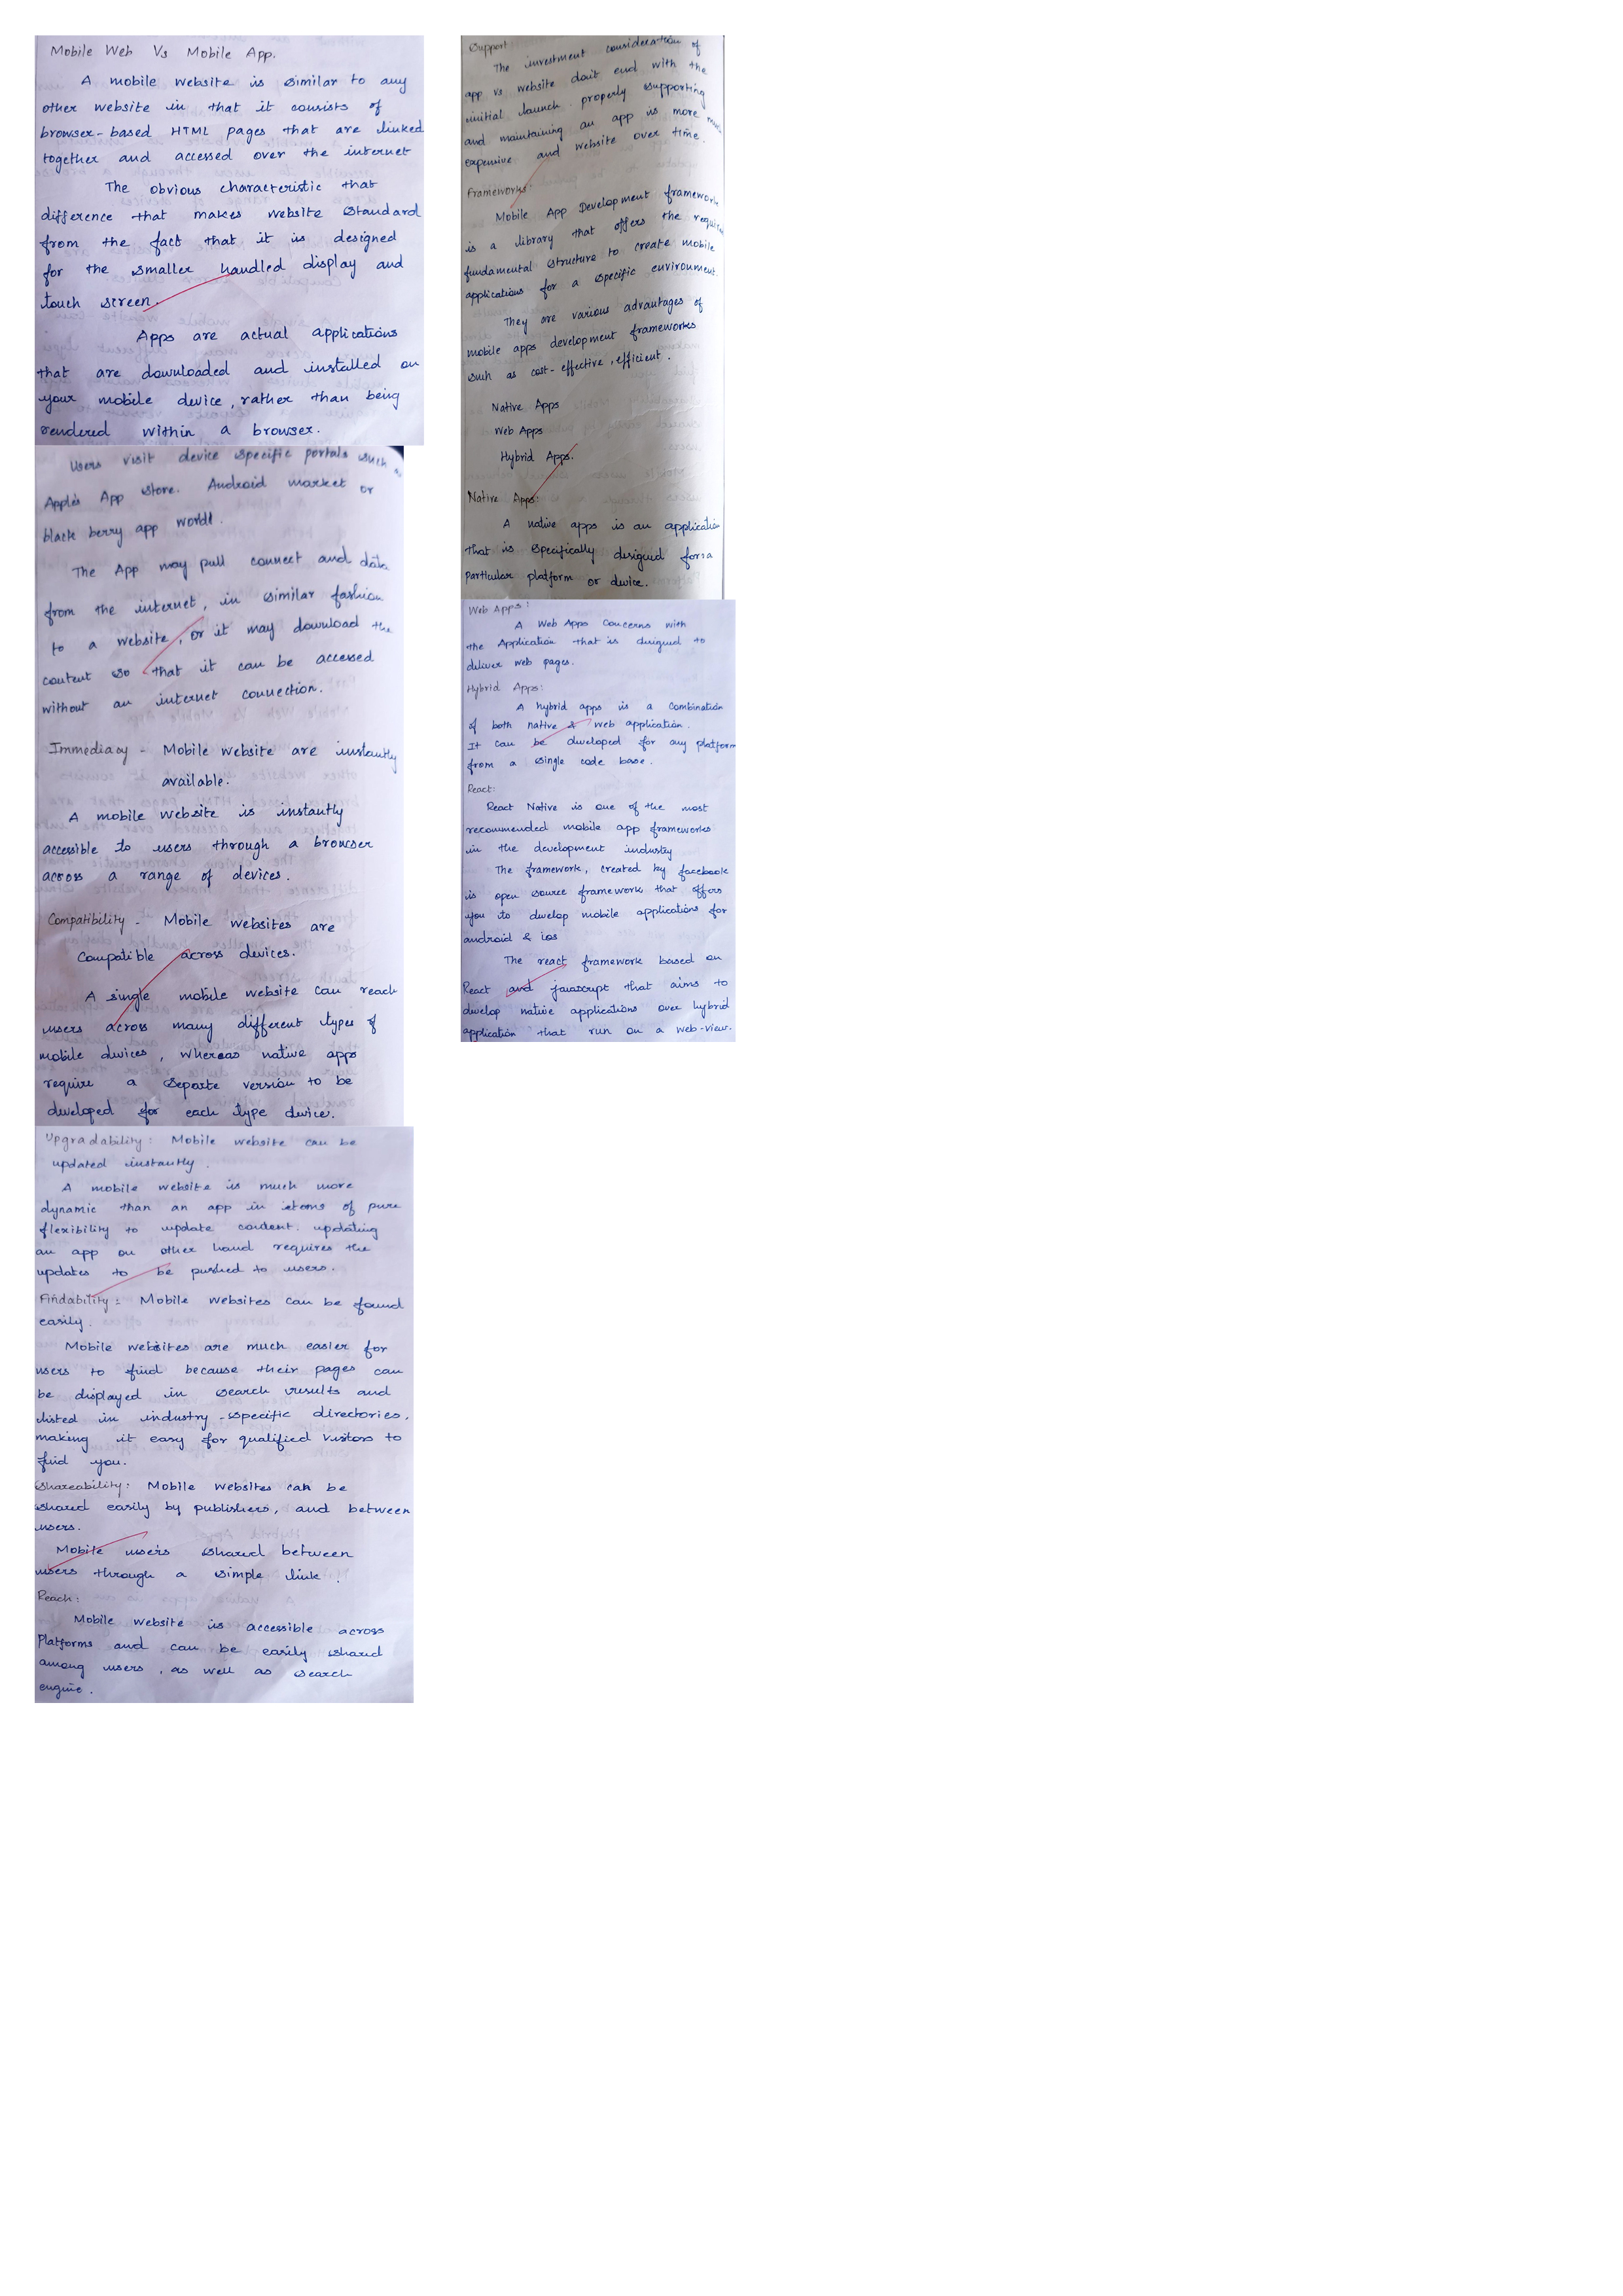 Mobile Web Vs Mobile App.
A mobile website is similar to any
other website in that it consists of
browser-based HTML pages that are linked
together and accessed over the internet
The obvious characteristic that
difference that makes website standard
from the fact that it is designed
for the smaller handled display and
touch screen.
Apps are actual applications
that are downloaded and installed on
your mobile device, rather than being
rendered within a browser.
Users visit device specific portals such
Apple's App store. Android market or
black berry app world.
The App may pull connect and data
from the internet, in similar fashion
to a website, or it may download the
content so that it can be accessed
without an internet connection.
Immediaoy - Mobile website are instantly
available.
A mobile website is instantly
accessible to users through a browser
across a range of devices.
Compatibility - Mobile websites are
compatible across devices.
A single mobile website can reach
users across many different types of
mobile devices, whereas native apps
require a separte version to be
developed for each type device.
Upgradability: Mobile website can be
updated instantly.
A mobile website is much more
dynamic than an app in terms of pure
flexibility to update content. updating
an app on other hand requires the
updates to be pushed to users.
Findability: Mobile websites can be found
easily.
Mobile websites are much easier for
users to find because their pages can
be displayed in search results and
listed in industry-specific directories,
making it easy for qualified visitors to
find you.
Shareability: Mobile websites can be
shared easily by publishers, and between
users.
Mobile users shared between
users through a simple link.
Reach:
Mobile website is accessible across
Platforms and can be easily shared
among users, as well as search
engine.
Support
The investment consideration of
app vs website don't end with the
initial launch. properly supporting
and maintaining an app is more much
expensive and website over time.
Frameworks:
Mobile App Development framework
is a library that offers the required
fundamental structure to create mobile
applications for a specific environment.
They are various advantages of
mobile apps development frameworks
such as cost-effective, efficient.
Native Apps
Web Apps
Hybrid Apps.
Native Apps:
A native apps is an application
that is specifically designed for a
particular platform or device.
Web Apps:
A Web Apps Concerns with
the Application that is designed to
deliver web pages.
Hybrid Apps:
A hybrid apps is a combination
of both native & web application.
It can be developed for any platform
from a single code base.
React:
React Native is one of the most
recommended mobile app frameworks
in the development industry
The framework, created by facebook
is open source framework that offers
you to develop mobile applications for
android & ios
The react framework based on
React and javascript that aims to
develop native applications over hybrid
application that run on a web-view.